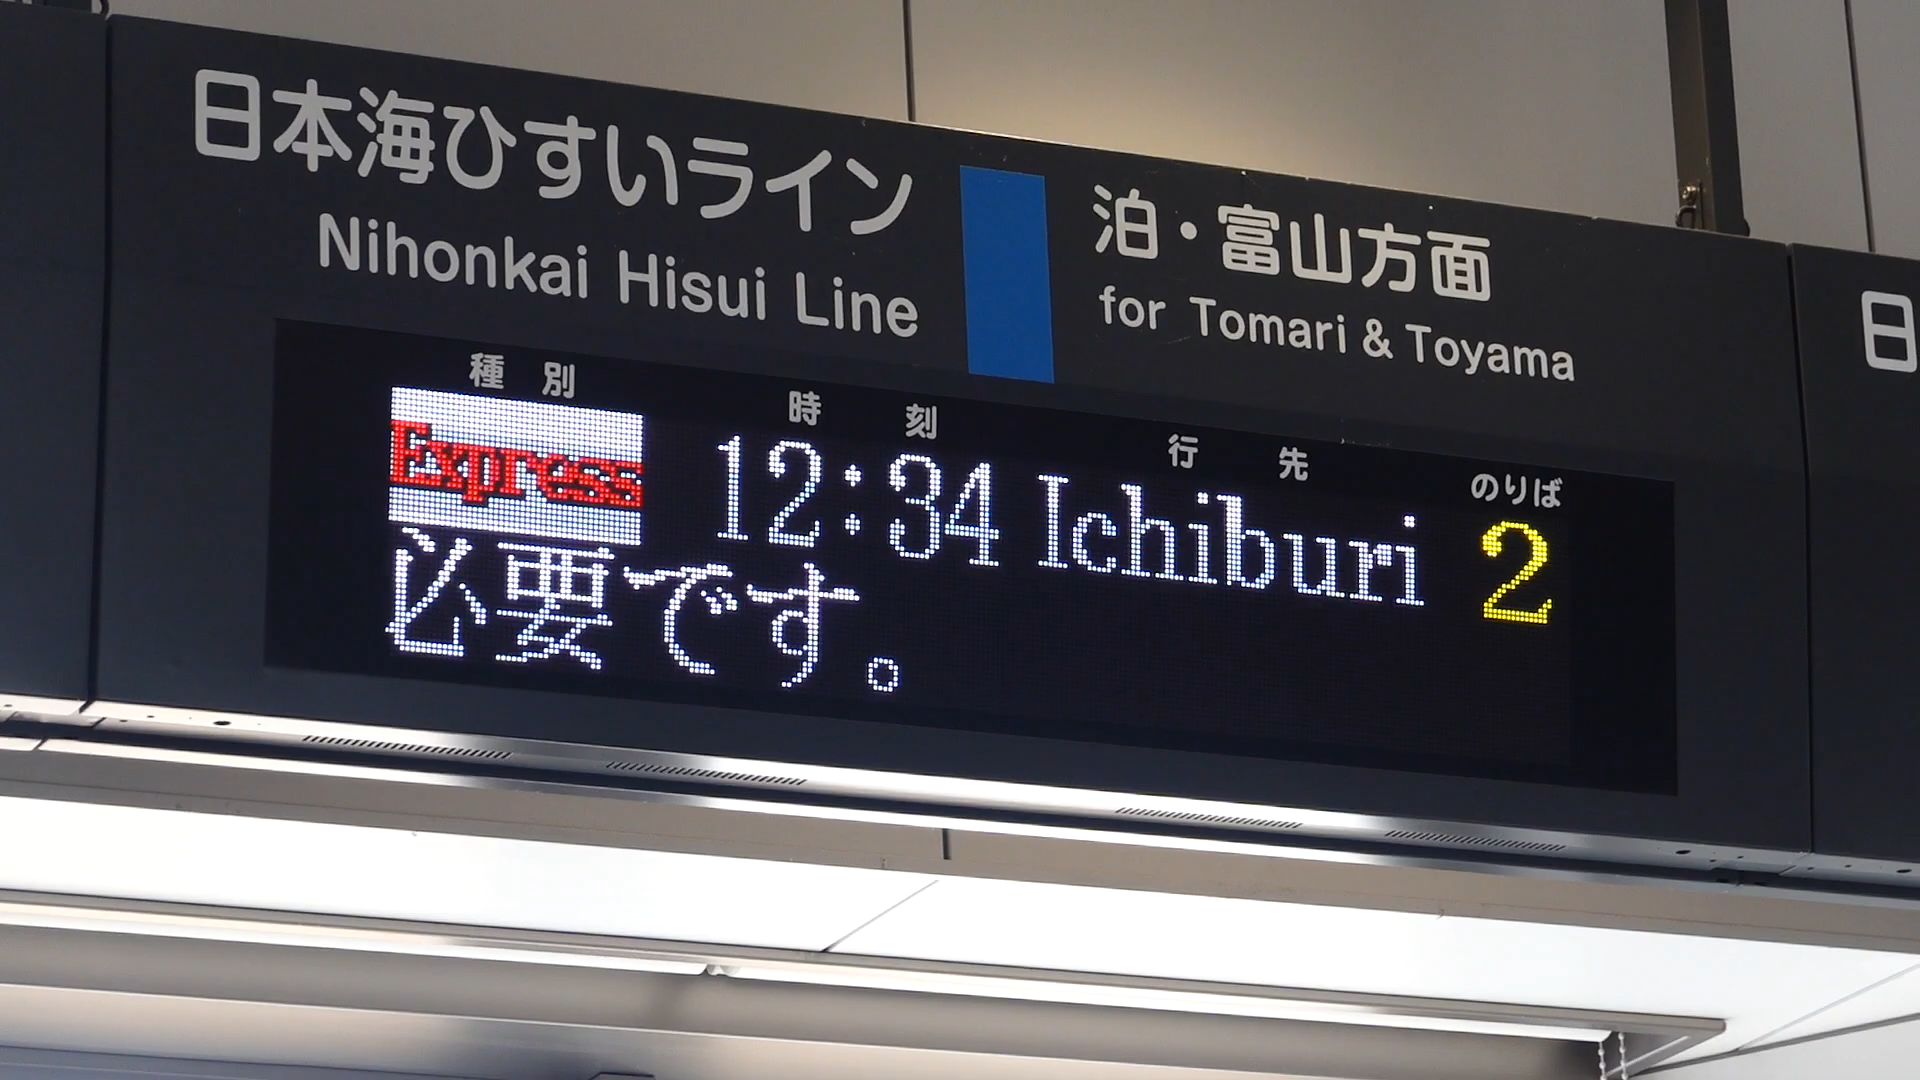 日本海ひすいライン
Nihonkai Hisui Line
泊・富山方面
for Tomari & Toyama
種別 時刻 行先 のりば
Express 12:34 Ichiburi 2
必要です。
日